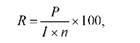 R = P / (I × n) × 100,